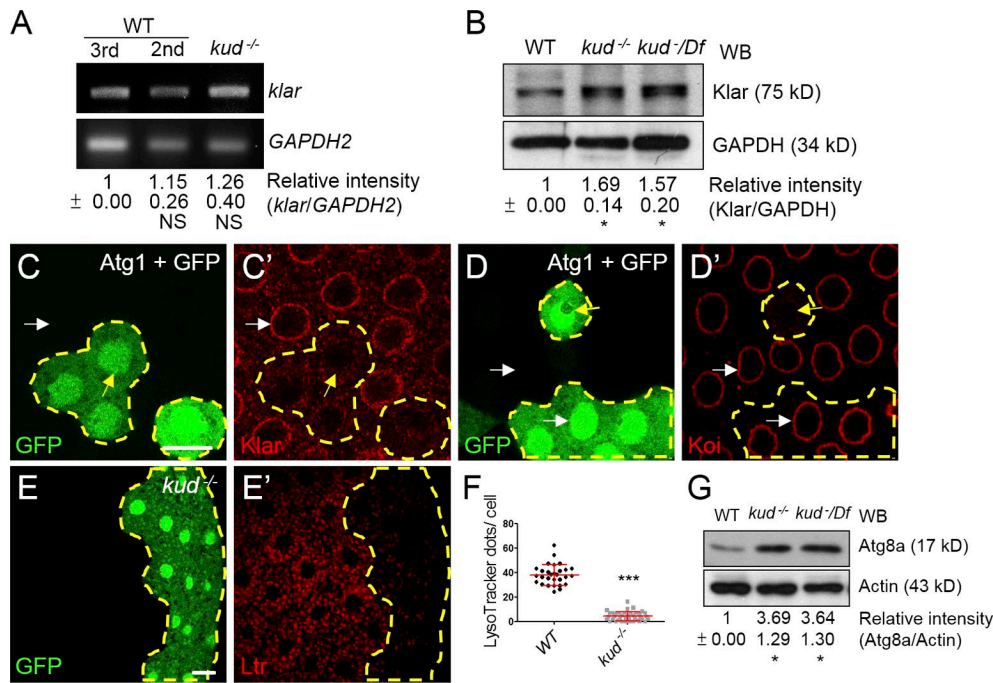 A
WT
3rd 2nd kud -/-
klar
GAPDH2
1 1.15 1.26 Relative intensity
± 0.00 0.26 0.40 (klar/GAPDH2)
NS NS
B
WT kud -/- kud -/Df WB
Klar (75 kD)
GAPDH (34 kD)
1 1.69 1.57 Relative intensity
± 0.00 0.14 0.20 (Klar/GAPDH)
* *
C Atg1 + GFP
GFP
C’
Klar
D Atg1 + GFP
GFP
D’
Koi
E kud -/-
GFP
E’
Ltr
F
LysoTracker dots/ cell
80
60
40
20
0
***
WT kud -/-
G
WT kud -/- kud -/Df WB
Atg8a (17 kD)
Actin (43 kD)
1 3.69 3.64 Relative intensity
± 0.00 1.29 1.30 (Atg8a/Actin)
* *